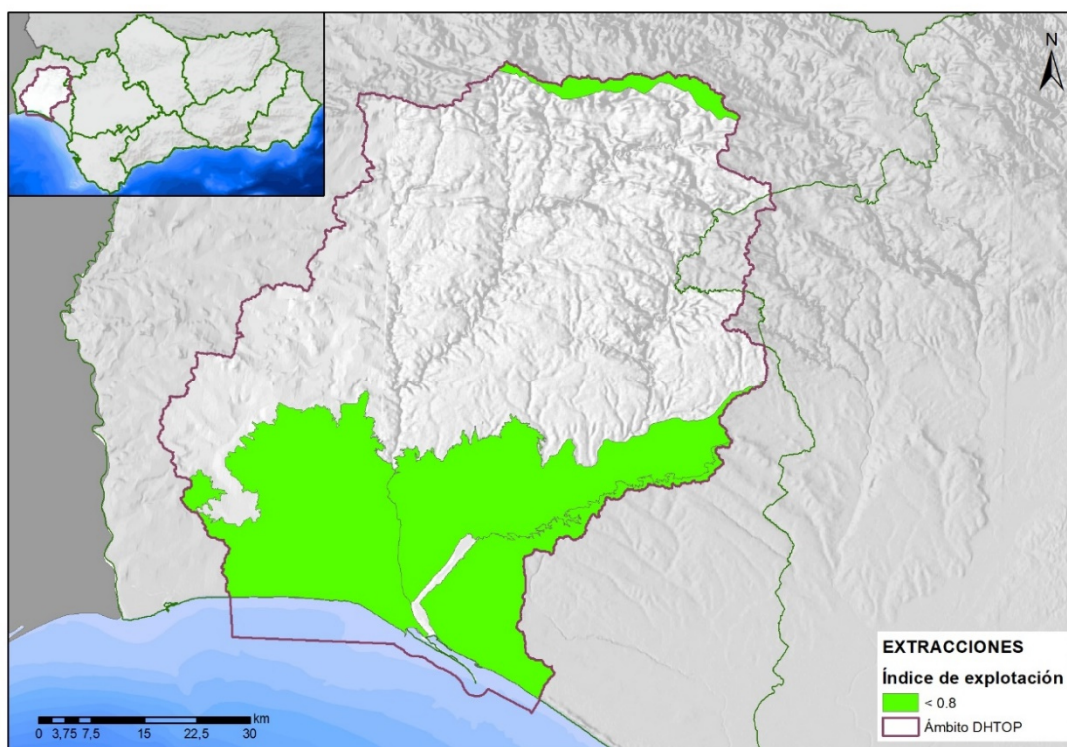 N
EXTRACCIONES
Índice de explotación
< 0.8
Ámbito DHTOP
km
0 3,75 7,5 15 22,5 30